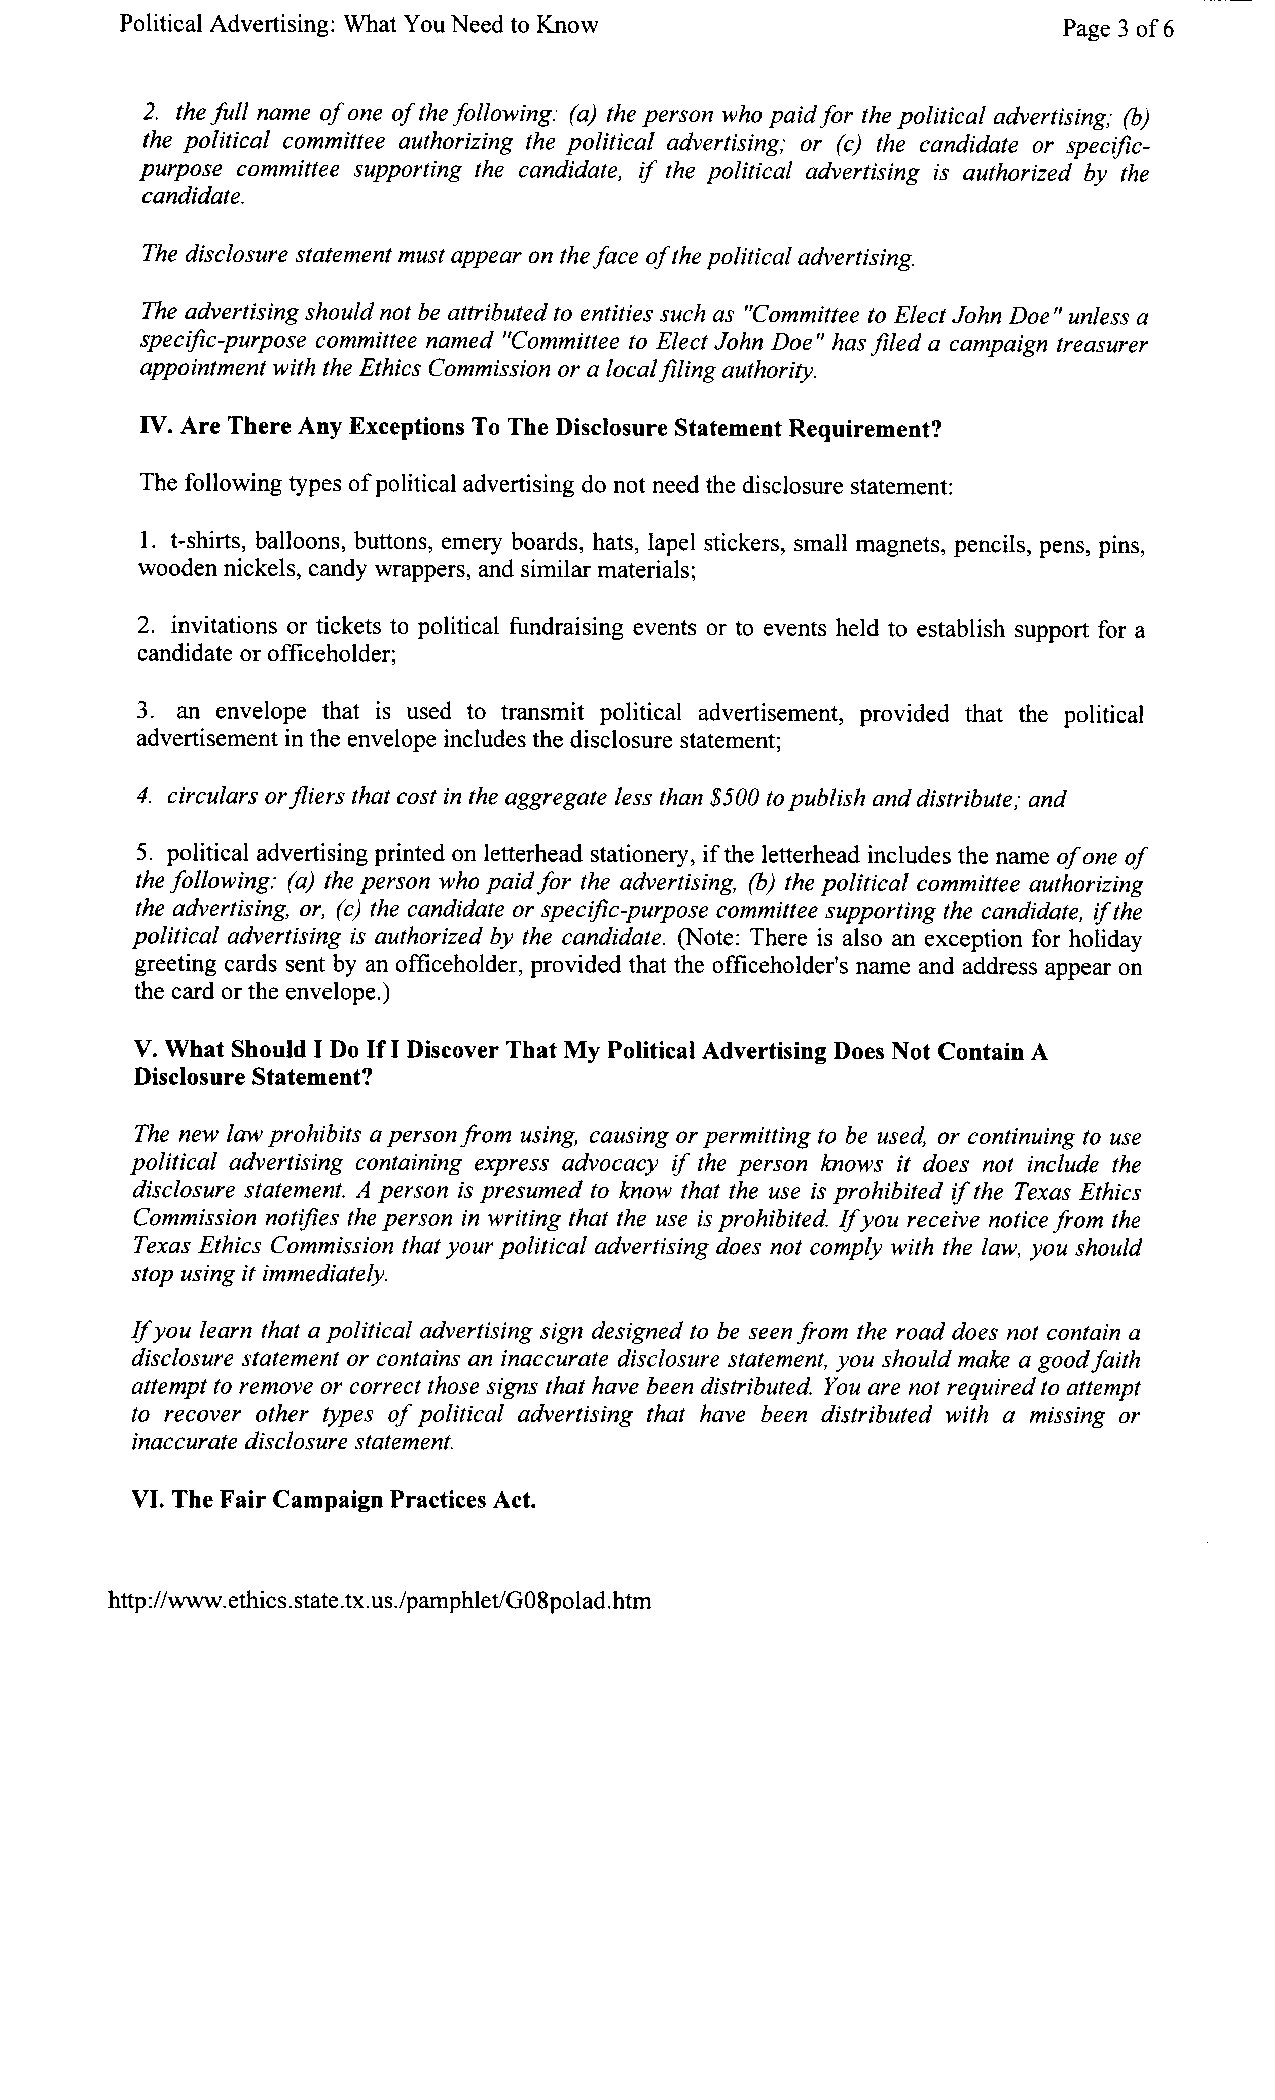 Political Advertising: What You Need to Know Page 3 of 6
2. the full name of one of the following: (a) the person who paid for the political advertising; (b)
the political committee authorizing the political advertising; or (c) the candidate or specific-
purpose committee supporting the candidate, if the political advertising is authorized by the
candidate.
The disclosure statement must appear on the face of the political advertising.
The advertising should not be attributed to entities such as "Committee to Elect John Doe" unless a
specific-purpose committee named "Committee to Elect John Doe" has filed a campaign treasurer
appointment with the Ethics Commission or a local filing authority.
IV. Are There Any Exceptions To The Disclosure Statement Requirement?
The following types of political advertising do not need the disclosure statement:
1. t-shirts, balloons, buttons, emery boards, hats, lapel stickers, small magnets, pencils, pens, pins,
wooden nickels, candy wrappers, and similar materials;
2. invitations or tickets to political fundraising events or to events held to establish support for a
candidate or officeholder;
3. an envelope that is used to transmit political advertisement, provided that the political
advertisement in the envelope includes the disclosure statement;
4. circulars or fliers that cost in the aggregate less than $500 to publish and distribute; and
5. political advertising printed on letterhead stationery, if the letterhead includes the name of one of
the following: (a) the person who paid for the advertising, (b) the political committee authorizing
the advertising, or, (c) the candidate or specific-purpose committee supporting the candidate, if the
political advertising is authorized by the candidate. (Note: There is also an exception for holiday
greeting cards sent by an officeholder, provided that the officeholder's name and address appear on
the card or the envelope.)
V. What Should I Do If I Discover That My Political Advertising Does Not Contain A
Disclosure Statement?
The new law prohibits a person from using, causing or permitting to be used, or continuing to use
political advertising containing express advocacy if the person knows it does not include the
disclosure statement. A person is presumed to know that the use is prohibited if the Texas Ethics
Commission notifies the person in writing that the use is prohibited. If you receive notice from the
Texas Ethics Commission that your political advertising does not comply with the law, you should
stop using it immediately.
If you learn that a political advertising sign designed to be seen from the road does not contain a
disclosure statement or contains an inaccurate disclosure statement, you should make a good faith
attempt to remove or correct those signs that have been distributed. You are not required to attempt
to recover other types of political advertising that have been distributed with a missing or
inaccurate disclosure statement.
VI. The Fair Campaign Practices Act.
http://www.ethics.state.tx.us./pamphlet/G08polad.htm